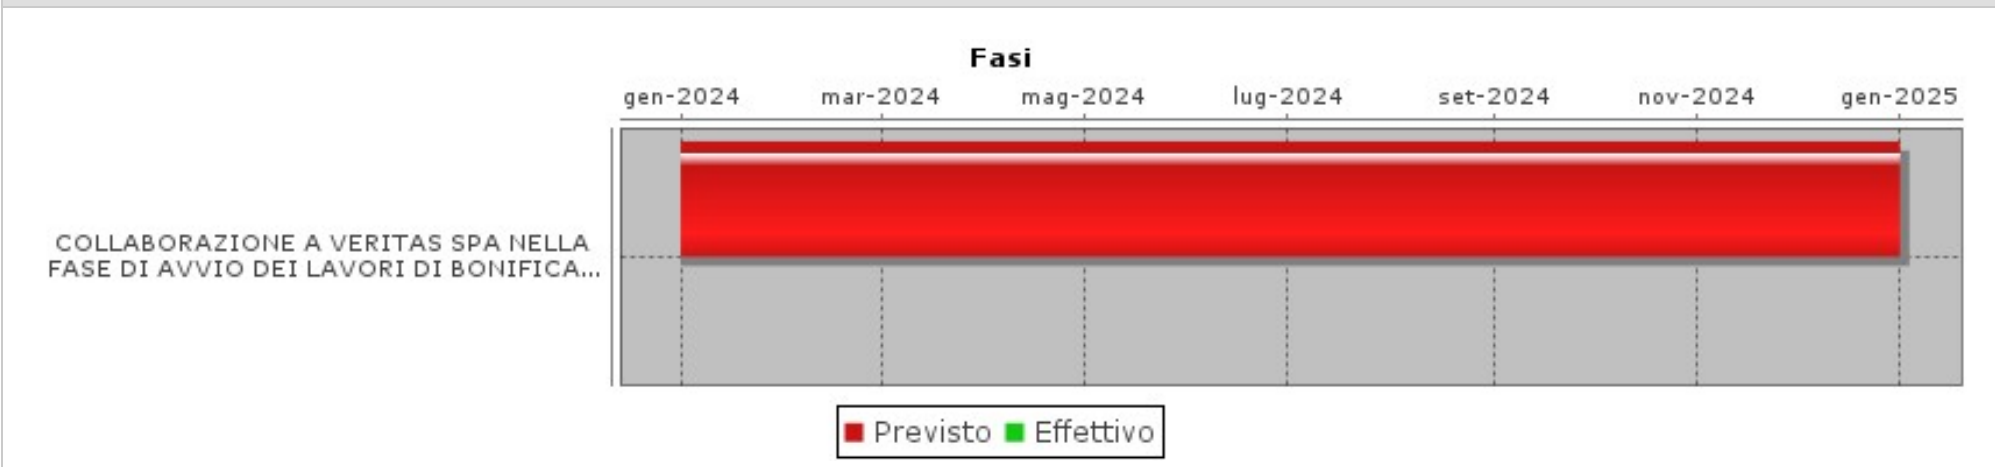 Fasi
gen-2024 mar-2024 mag-2024 lug-2024 set-2024 nov-2024 gen-2025
COLLABORAZIONE A VERITAS SPA NELLA
FASE DI AVVIO DEI LAVORI DI BONIFICA...
Previsto Effettivo